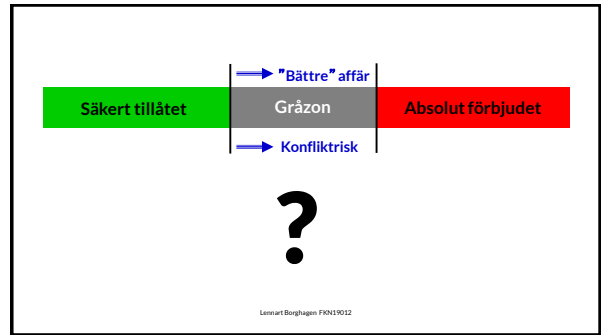 ”Bättre” affär
Säkert tillåtet Gråzon Absolut förbjudet
Konfliktrisk
?
Lennart Borghagen FKN19012